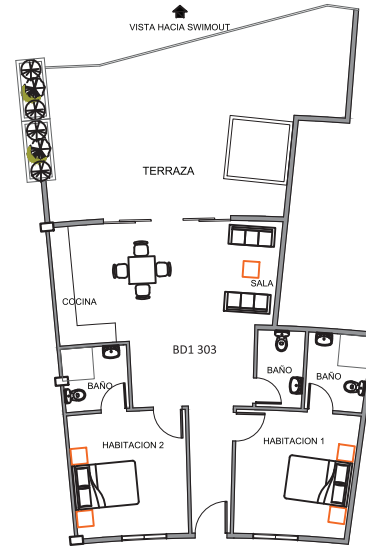 VISTA HACIA SWIMOUT
TERRAZA
SALA
COCINA
BD1 303
BAÑO
BAÑO
BAÑO
HABITACION 2
HABITACION 1